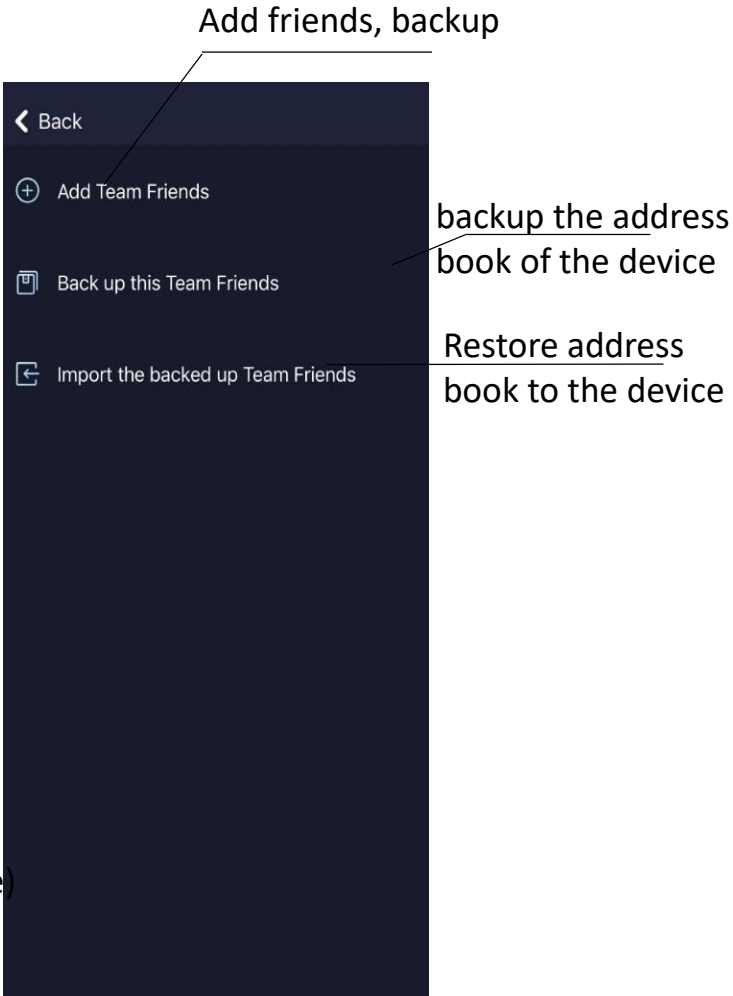 Add friends, backup
Back
Add Team Friends
backup the address
book of the device
Back up this Team Friends
Restore address
book to the device
Import the backed up Team Friends
e)